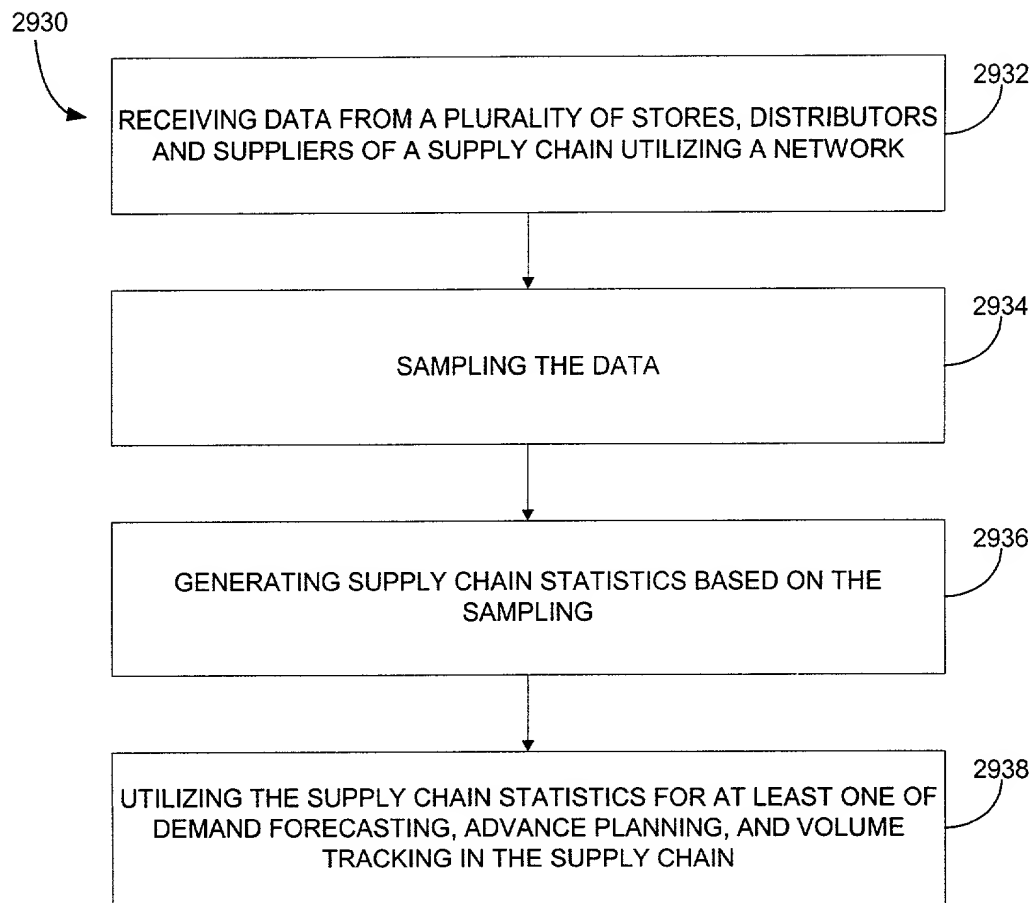 2930
2932
RECEIVING DATA FROM A PLURALITY OF STORES, DISTRIBUTORS
AND SUPPLIERS OF A SUPPLY CHAIN UTILIZING A NETWORK
2934
SAMPLING THE DATA
2936
GENERATING SUPPLY CHAIN STATISTICS BASED ON THE
SAMPLING
2938
UTILIZING THE SUPPLY CHAIN STATISTICS FOR AT LEAST ONE OF
DEMAND FORECASTING, ADVANCE PLANNING, AND VOLUME
TRACKING IN THE SUPPLY CHAIN